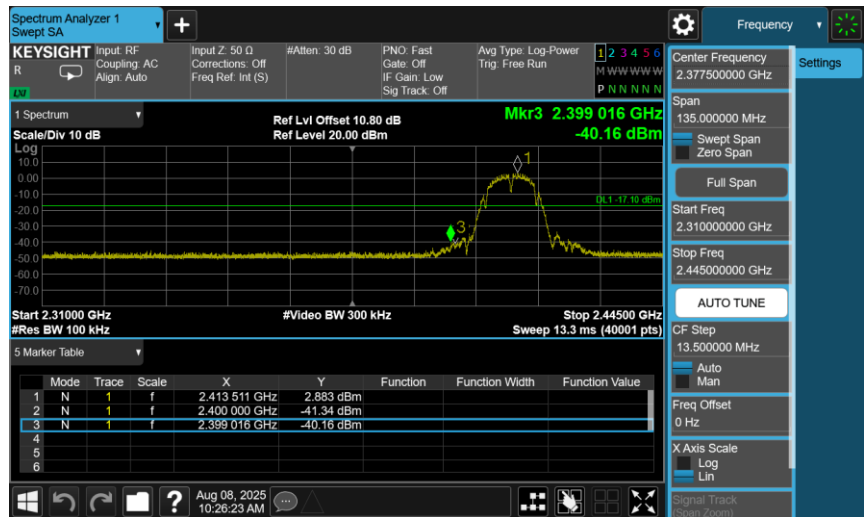 Spectrum Analyzer 1
Swept SA
+
Frequency
KEYSIGHT
R
LXI
Input: RF
Coupling: AC
Align: Auto
Input Z: 50 Ω
Corrections: Off
Freq Ref: Int (S)
#Atten: 30 dB
PNO: Fast
Gate: Off
IF Gain: Low
Sig Track: Off
Avg Type: Log-Power
Trig: Free Run
1 2 3 4 5 6
M W W W W W
P N N N N N
1 Spectrum
Scale/Div 10 dB
Ref Lvl Offset 10.80 dB
Ref Level 20.00 dBm
Mkr3 2.399 016 GHz
-40.16 dBm
Log
10.0
0.00
-10.0
-20.0
-30.0
-40.0
-50.0
-60.0
-70.0
1
3
DL1 -17.10 dBm
Start 2.31000 GHz
#Res BW 100 kHz
#Video BW 300 kHz
Stop 2.44500 GHz
Sweep 13.3 ms (40001 pts)
5 Marker Table
Mode Trace Scale X Y Function Function Width Function Value
1 N 1 f 2.413 511 GHz 2.883 dBm
2 N 1 f 2.400 000 GHz -41.34 dBm
3 N 1 f 2.399 016 GHz -40.16 dBm
4
5
6
?
Aug 08, 2025
10:26:23 AM
Center Frequency
2.377500000 GHz
Span
135.000000 MHz
Swept Span
Zero Span
Full Span
Start Freq
2.310000000 GHz
Stop Freq
2.445000000 GHz
AUTO TUNE
CF Step
13.500000 MHz
Auto
Man
Freq Offset
0 Hz
X Axis Scale
Log
Lin
Signal Track
(Span Zoom)
Settings